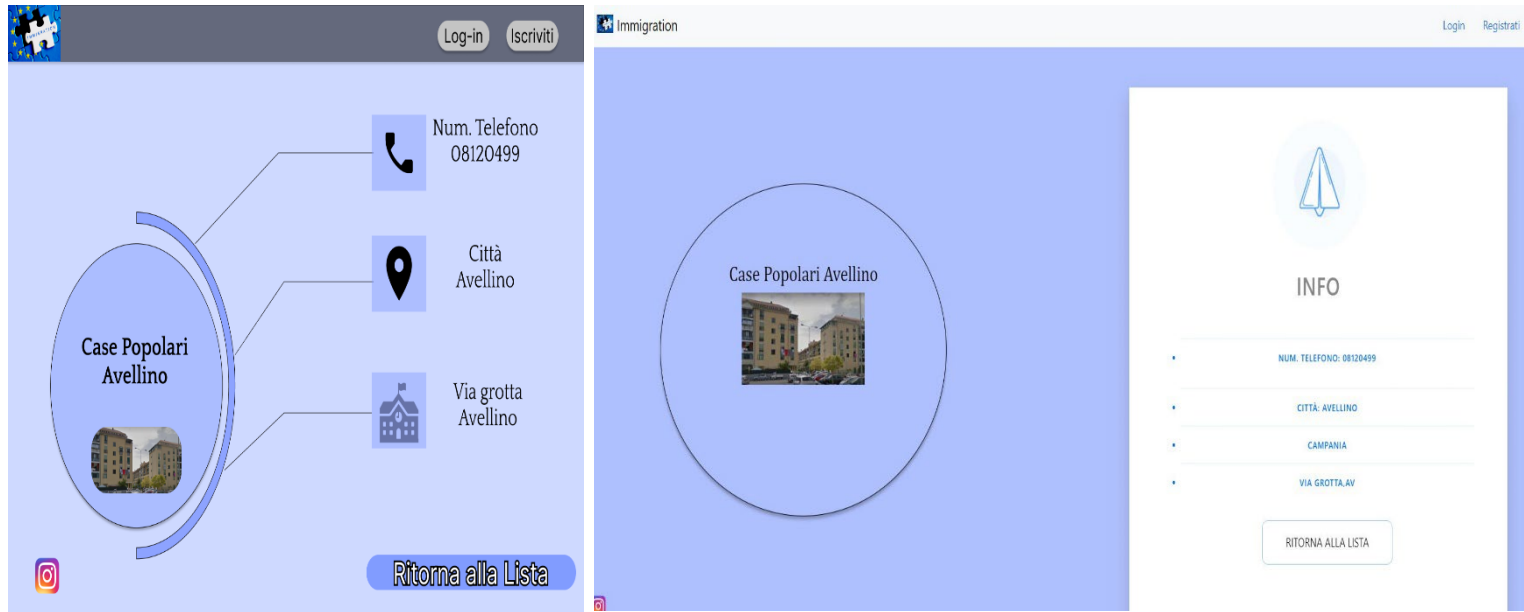 Log-in
Iscriviti
Num. Telefono
08120499
Città
Avellino
Case Popolari
Avellino
Via grotta
Avellino
Ritorna alla Lista
Immigration
Login
Registrati
Case Popolari Avellino
INFO
NUM. TELEFONO: 08120499
CITTÀ: AVELLINO
CAMPANIA
VIA GROTTA,AV
RITORNA ALLA LISTA